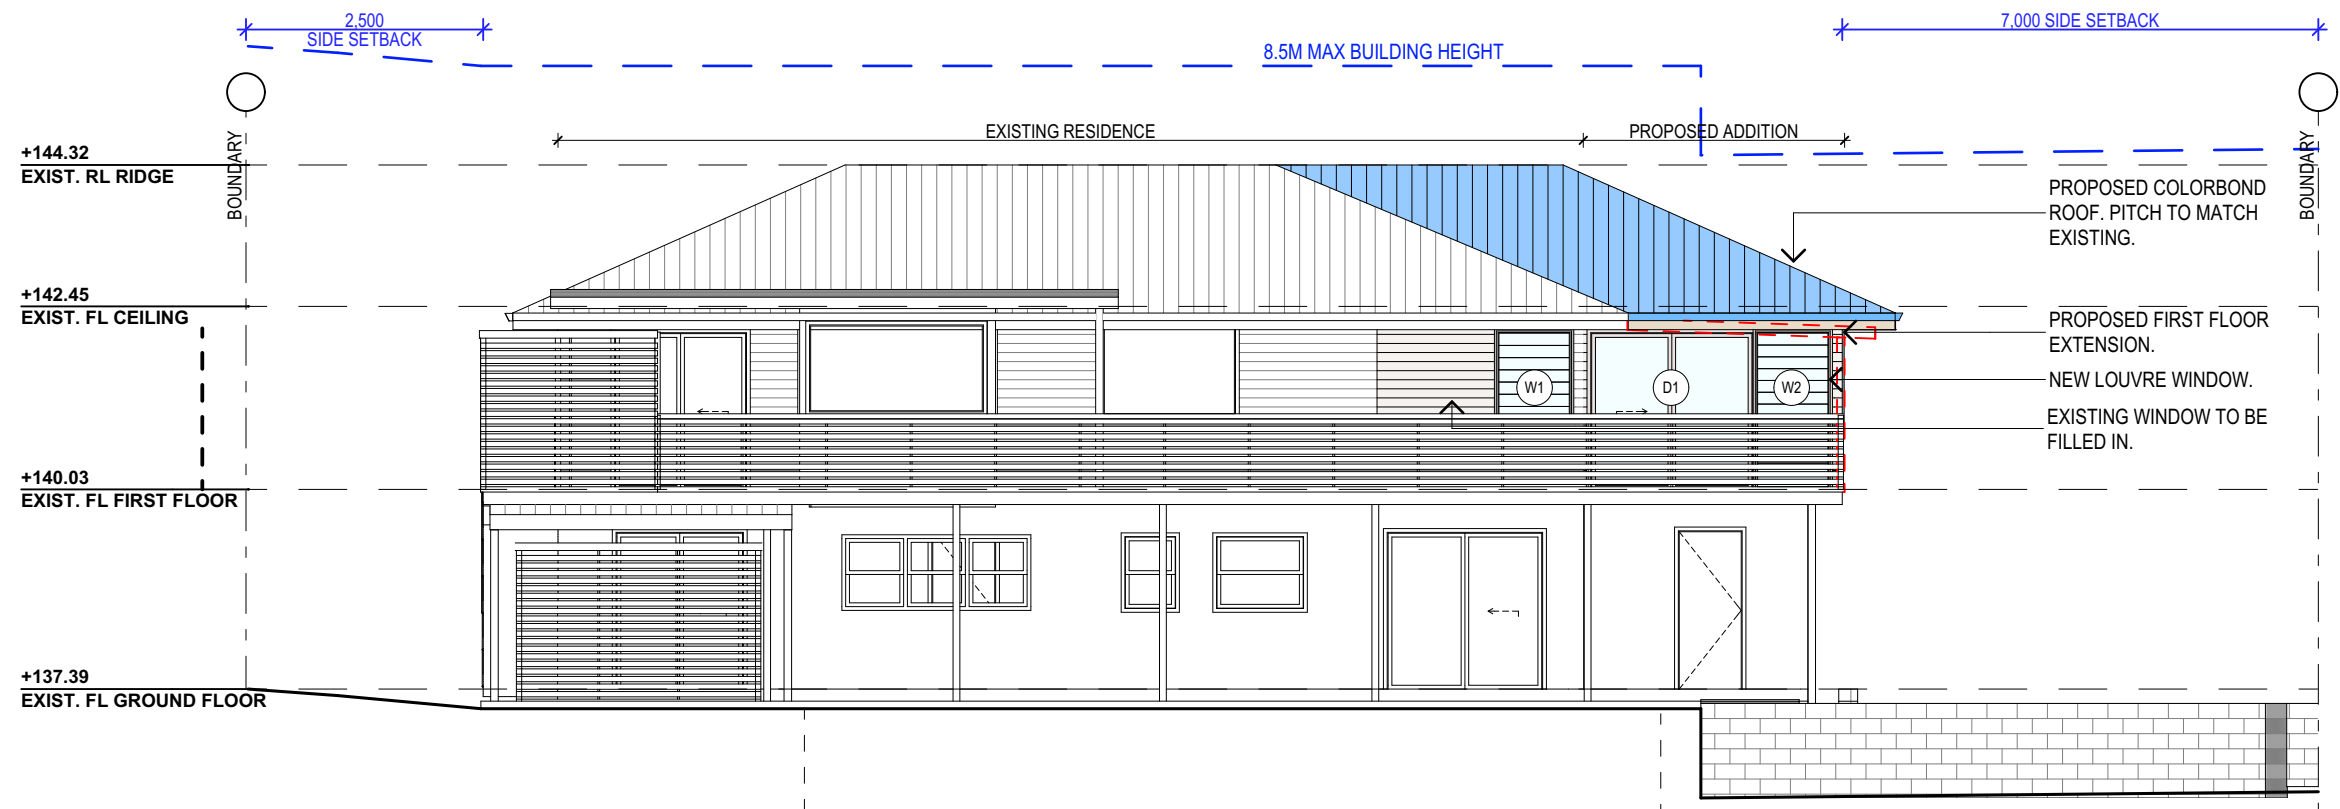 2,500
SIDE SETBACK
7,000 SIDE SETBACK
8.5M MAX BUILDING HEIGHT
EXISTING RESIDENCE
PROPOSED ADDITION
BOUNDARY
BOUNDARY
+144.32
EXIST. RL RIDGE
PROPOSED COLORBOND
ROOF. PITCH TO MATCH
EXISTING.
+142.45
EXIST. FL CEILING
PROPOSED FIRST FLOOR
EXTENSION.
NEW LOUVRE WINDOW.
EXISTING WINDOW TO BE
FILLED IN.
W1
D1
W2
+140.03
EXIST. FL FIRST FLOOR
+137.39
EXIST. FL GROUND FLOOR